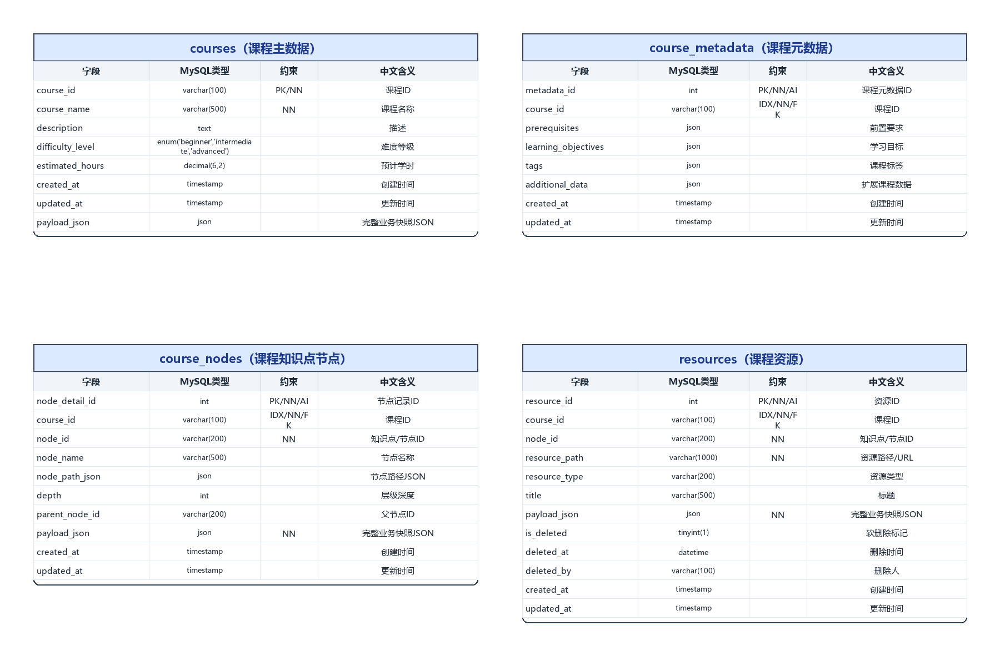 courses（课程主数据）
字段 MySQL类型 约束 中文含义
course_id varchar(100) PK/NN 课程ID
course_name varchar(500) NN 课程名称
description text 描述
difficulty_level enum('beginner','intermedia
te','advanced') 难度等级
estimated_hours decimal(6,2) 预计学时
created_at timestamp 创建时间
updated_at timestamp 更新时间
payload_json json 完整业务快照JSON
course_metadata（课程元数据）
字段 MySQL类型 约束 中文含义
metadata_id int PK/NN/AI 课程元数据ID
course_id varchar(100) IDX/NN/F
K 课程ID
prerequisites json 前置要求
learning_objectives json 学习目标
tags json 课程标签
additional_data json 扩展课程数据
created_at timestamp 创建时间
updated_at timestamp 更新时间
course_nodes（课程知识点节点）
字段 MySQL类型 约束 中文含义
node_detail_id int PK/NN/AI 节点记录ID
course_id varchar(100) IDX/NN/F
K 课程ID
node_id varchar(200) NN 知识点/节点ID
node_name varchar(500) 节点名称
node_path_json json 节点路径JSON
depth int 层级深度
parent_node_id varchar(200) 父节点ID
payload_json json NN 完整业务快照JSON
created_at timestamp 创建时间
updated_at timestamp 更新时间
resources（课程资源）
字段 MySQL类型 约束 中文含义
resource_id int PK/NN/AI 资源ID
course_id varchar(100) IDX/NN/F
K 课程ID
node_id varchar(200) NN 知识点/节点ID
resource_path varchar(1000) NN 资源路径/URL
resource_type varchar(200) 资源类型
title varchar(500) 标题
payload_json json NN 完整业务快照JSON
is_deleted tinyint(1) 软删除标记
deleted_at datetime 删除时间
deleted_by varchar(100) 删除人
created_at timestamp 创建时间
updated_at timestamp 更新时间